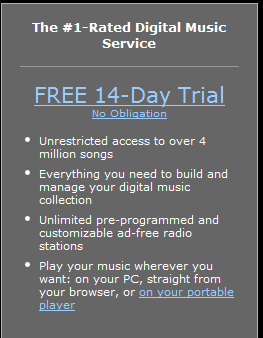 The #1-Rated Digital Music
Service
FREE 14-Day Trial
No Obligation
• Unrestricted access to over 4
million songs
• Everything you need to build and
manage your digital music
collection
• Unlimited pre-programmed and
customizable ad-free radio
stations
• Play your music wherever you
want: on your PC, straight from
your browser, or on your portable
player